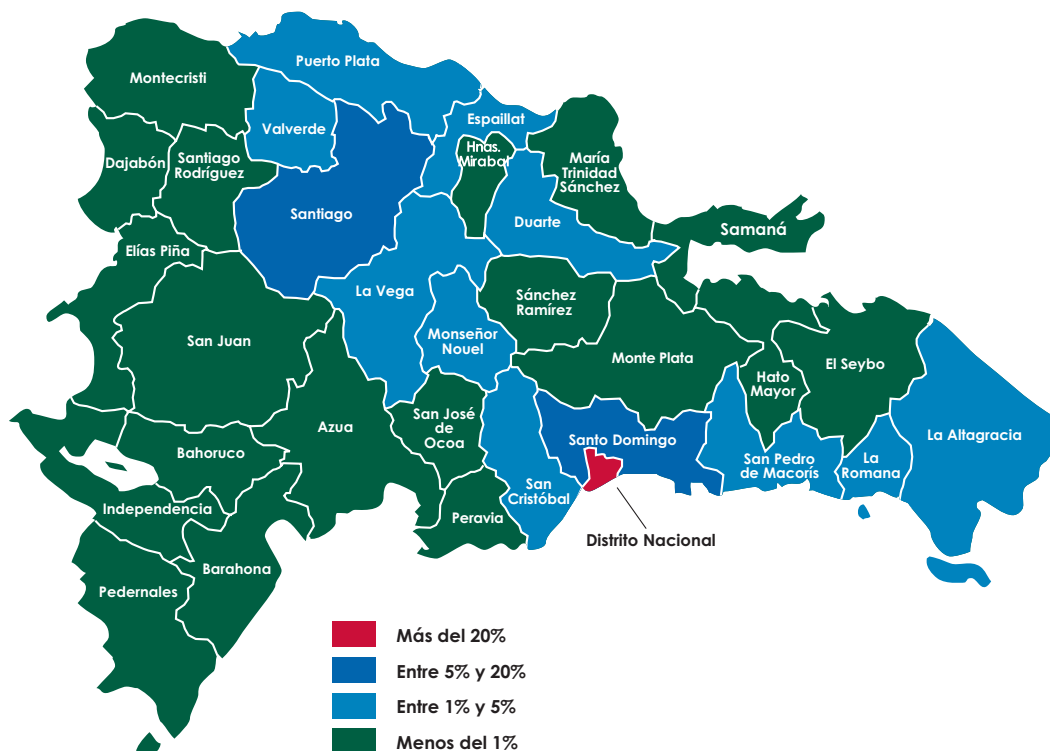 Puerto Plata
Montecristi
Espaillat
Valverde
Hnas.
Mirabal
Dajabón
Santiago
Rodríguez
María
Trinidad
Sánchez
Santiago
Duarte
Samaná
Elías Piña
La Vega
Sánchez
Ramírez
San Juan
Monseñor
Nouel
Monte Plata
El Seybo
Hato
Mayor
San José
de
Ocoa
Azua
Santo Domingo
La Altagracia
Bahoruco
San Pedro
de Macorís
La
Romana
San
Cristóbal
Independencia
Peravia
Distrito Nacional
Barahona
Pedernales
Más del 20%
Entre 5% y 20%
Entre 1% y 5%
Menos del 1%